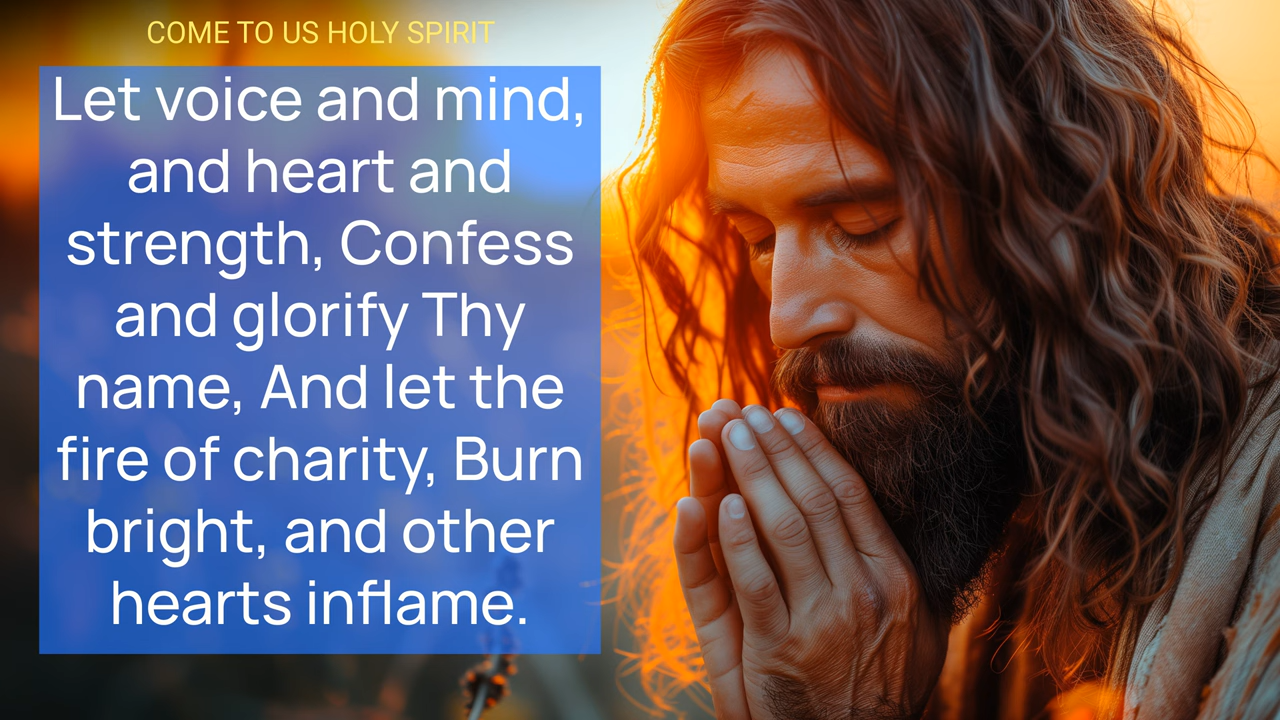 COME TO US HOLY SPIRIT
Let voice and mind,
and heart and
strength, Confess
and glorify Thy
name, And let the
fire of charity, Burn
bright, and other
hearts inflame.